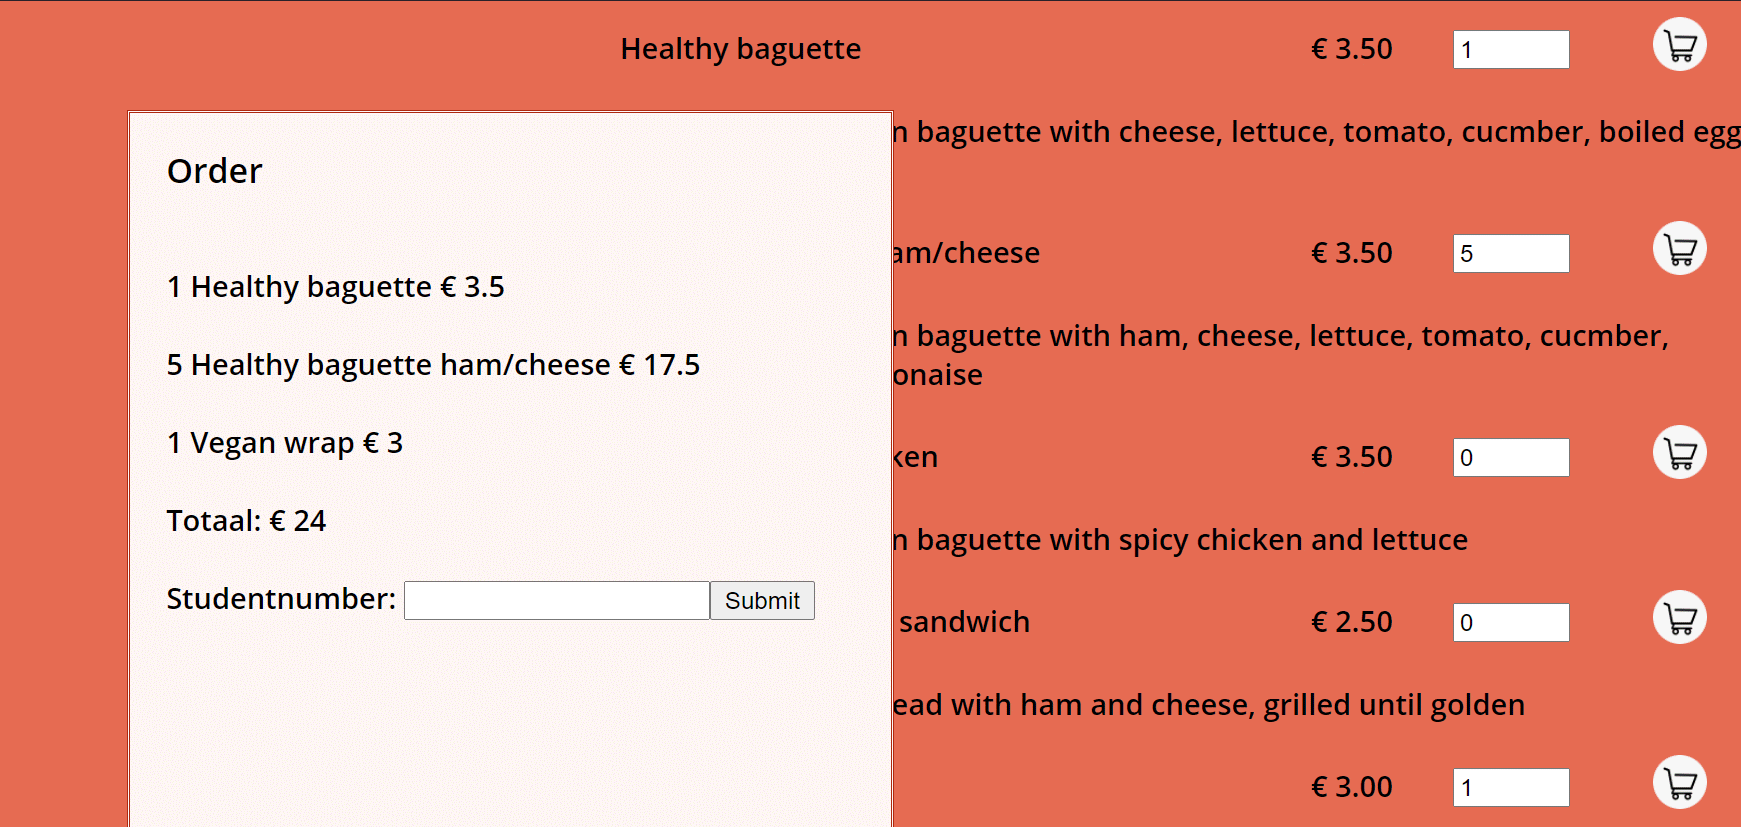 Healthy baguette € 3.50 1
baguette with cheese, lettuce, tomato, cucmber, boiled egg
Order
am/cheese € 3.50 5
1 Healthy baguette € 3.5
baguette with ham, cheese, lettuce, tomato, cucmber,
5 Healthy baguette ham/cheese € 17.5
onaise
1 Vegan wrap € 3
ken € 3.50 0
Totaal: € 24
baguette with spicy chicken and lettuce
Studentnumber: Submit
sandwich € 2.50 0
ead with ham and cheese, grilled until golden
€ 3.00 1